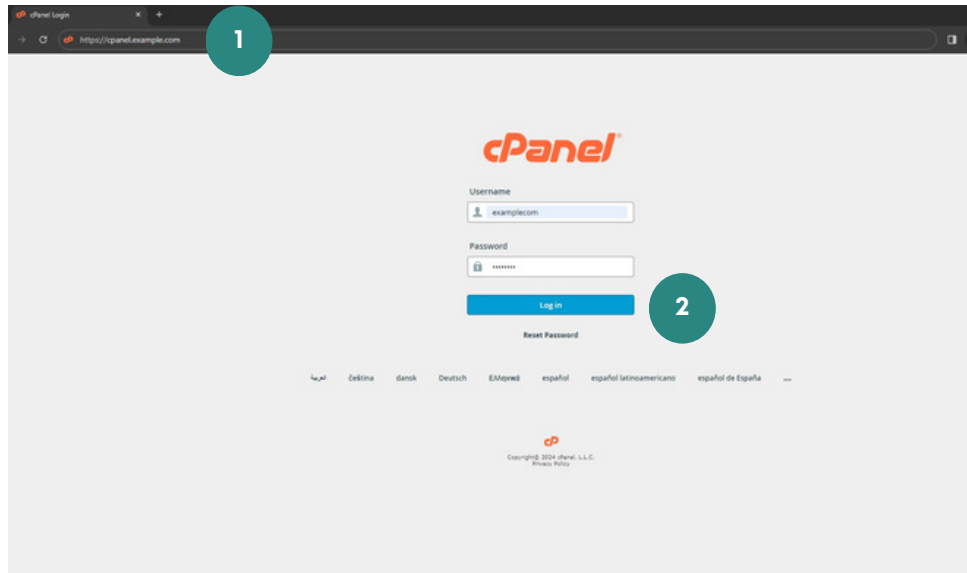 cPanel Login
https://cpanel.example.com
1
cPanel®
Username
examplecom
Password
Log in
2
Reset Password
العربية čeština dansk Deutsch Ελληνικά español español latinoamericano español de España ...
cP
Copyright© 2024 cPanel, L.L.C.
Privacy Policy